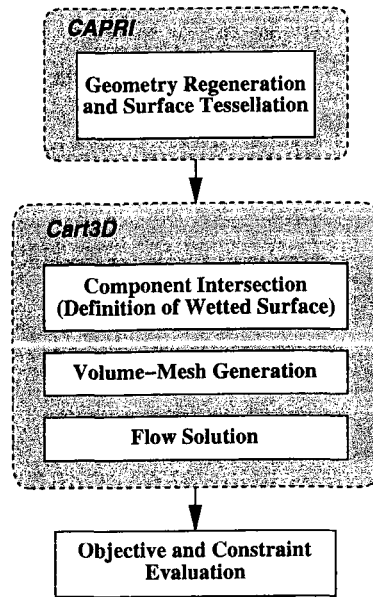 CAPRI
Geometry Regeneration
and Surface Tessellation
Cart3D
Component Intersection
(Definition of Wetted Surface)
Volume–Mesh Generation
Flow Solution
Objective and Constraint
Evaluation